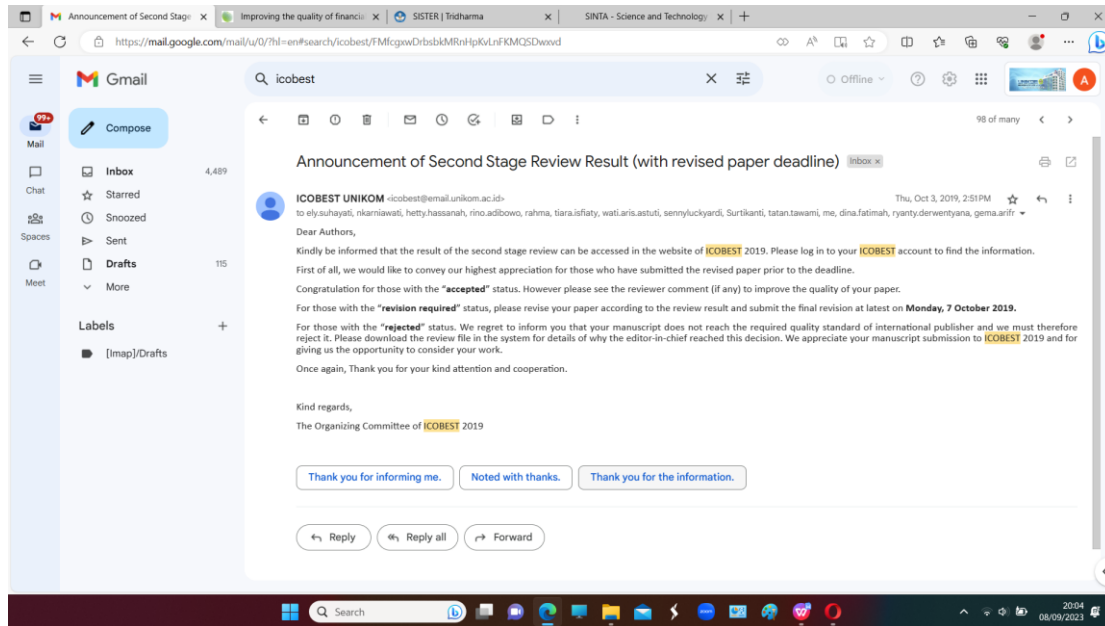 Announcement of Second Stage
Improving the quality of financial
SISTER | Tridharma
SINTA - Science and Technology
https://mail.google.com/mail/u/0/?hl=en#search/icobest/FMfcgxwDrbsbkMRnHpKvLnFKMQSDwxvd
Gmail
icobest
Offline
A
99+
Mail
Compose
98 of many
Chat
Spaces
Meet
Inbox 4,489
Starred
Snoozed
Sent
Drafts 115
More
Labels
[Imap]/Drafts
Announcement of Second Stage Review Result (with revised paper deadline) Inbox ×
ICOBEST UNIKOM <icobest@email.unikom.ac.id> Thu, Oct 3, 2019, 2:51 PM
to ely.suhayati, nkarniawati, hetty.hassanah, rino.adibowo, rahma, tiara.isfiaty, wati.aris.astuti, sennyluckyardi, Surtikanti, tatan.tawami, me, dina.fatimah, ryanty.derwentyana, gema.arifr
Dear Authors,
Kindly be informed that the result of the second stage review can be accessed in the website of ICOBEST 2019. Please log in to your ICOBEST account to find the information.
First of all, we would like to convey our highest appreciation for those who have submitted the revised paper prior to the deadline.
Congratulation for those with the "accepted" status. However please see the reviewer comment (if any) to improve the quality of your paper.
For those with the "revision required" status, please revise your paper according to the review result and submit the final revision at latest on Monday, 7 October 2019.
For those with the "rejected" status. We regret to inform you that your manuscript does not reach the required quality standard of international publisher and we must therefore
reject it. Please download the review file in the system for details of why the editor-in-chief reached this decision. We appreciate your manuscript submission to ICOBEST 2019 and for
giving us the opportunity to consider your work.
Once again, Thank you for your kind attention and cooperation.
Kind regards,
The Organizing Committee of ICOBEST 2019
Thank you for informing me. Noted with thanks. Thank you for the information.
Reply Reply all Forward
Search
20:04
08/09/2023